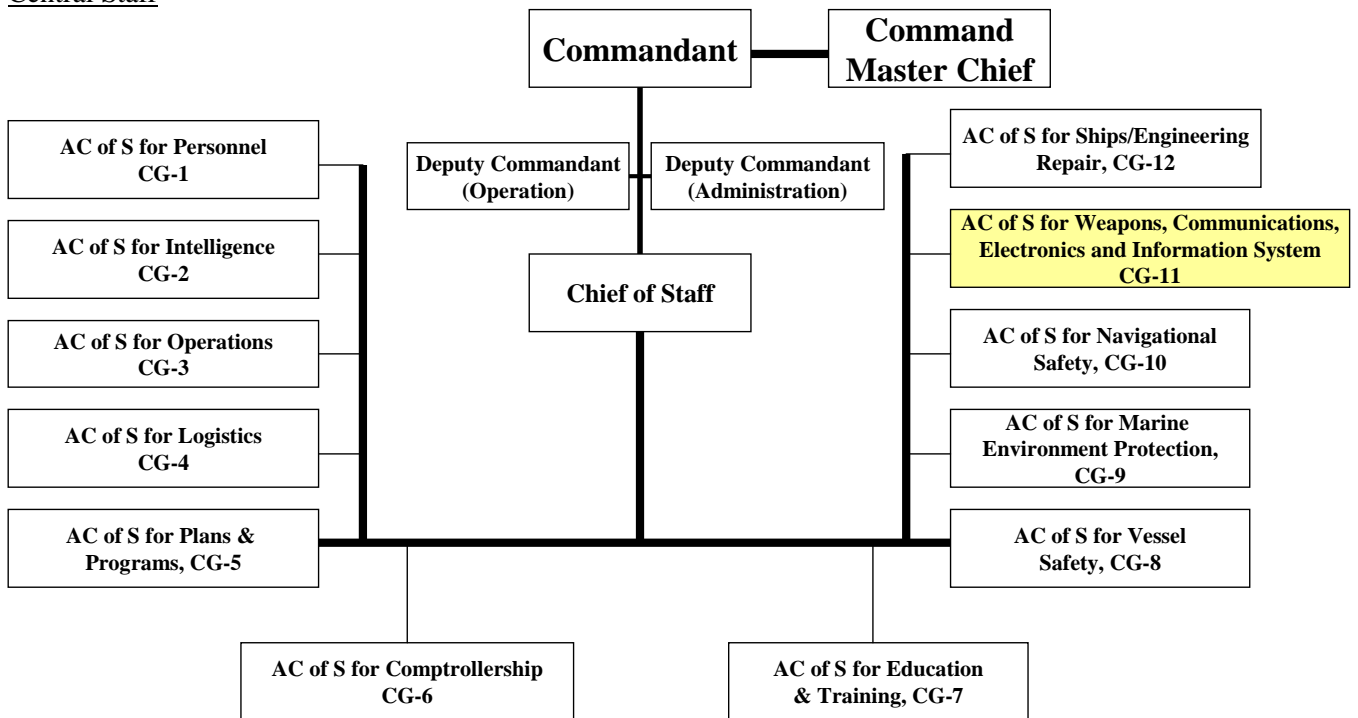 Central Staff
Commandant
Command
Master Chief
Deputy Commandant
(Operation)
Deputy Commandant
(Administration)
Chief of Staff
AC of S for Personnel
CG-1
AC of S for Intelligence
CG-2
AC of S for Operations
CG-3
AC of S for Logistics
CG-4
AC of S for Plans &
Programs, CG-5
AC of S for Comptrollership
CG-6
AC of S for Education
& Training, CG-7
AC of S for Ships/Engineering
Repair, CG-12
AC of S for Weapons, Communications,
Electronics and Information System
CG-11
AC of S for Navigational
Safety, CG-10
AC of S for Marine
Environment Protection,
CG-9
AC of S for Vessel
Safety, CG-8